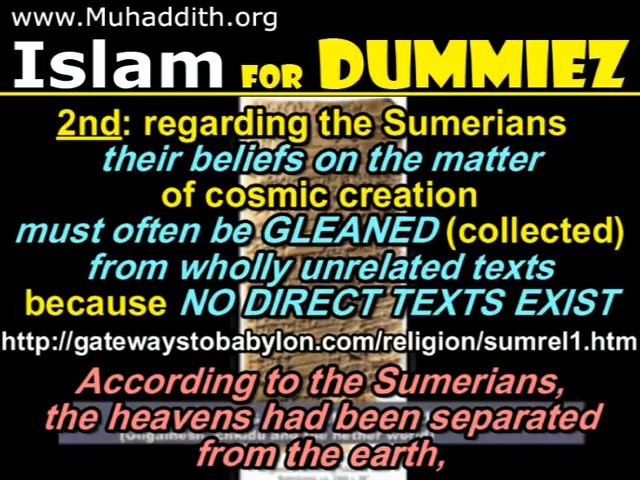 www.Muhaddith.org
Islam FOR DUMMIEZ
2nd: regarding the Sumerians
their beliefs on the matter
of cosmic creation
must often be GLEANED (collected)
from wholly unrelated texts
because NO DIRECT TEXTS EXIST
http://gatewaystobabylon.com/religion/sumrel1.htm
According to the Sumerians,
the heavens had been separated
from the earth,